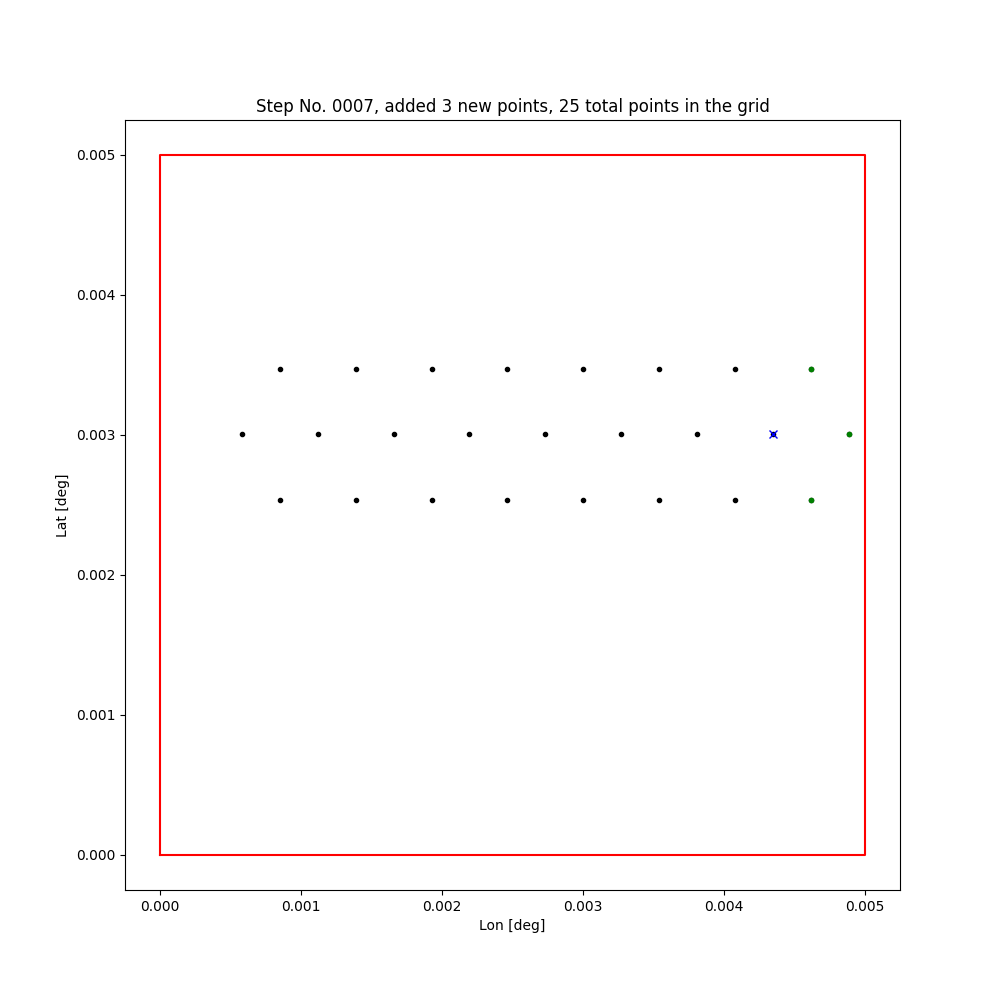 Step No. 0007, added 3 new points, 25 total points in the grid
0.005
0.004
0.003
0.002
0.001
0.000
Lat [deg]
0.000 0.001 0.002 0.003 0.004 0.005
Lon [deg]